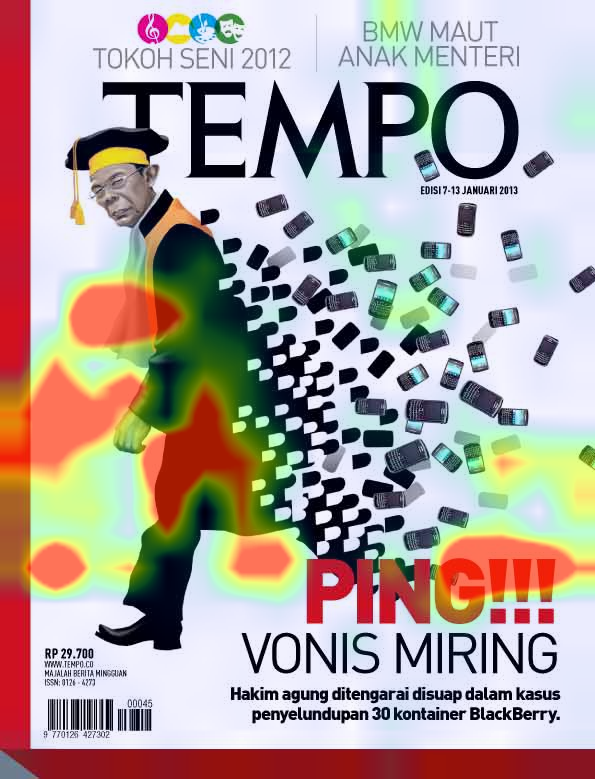 TOKOH SENI 2012
BMW MAUT
ANAK MENTERI
TEMPO
EDISI 7-13 JANUARI 2013
PING!!!
VONIS MIRING
Hakim agung ditengarai disuap dalam kasus
penyelundupan 30 kontainer BlackBerry.
RP 29.700
WWW.TEMPO.CO
MAJALAH BERITA MINGGUAN
ISSN: 0126 - 4273
00045
9 770126 427302